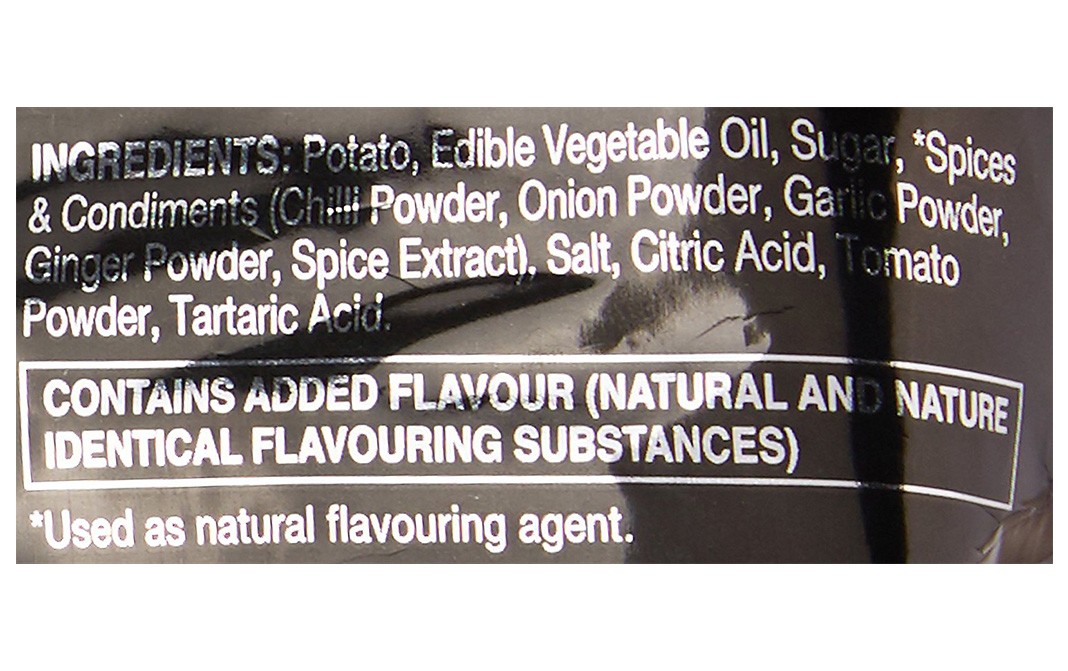 INGREDIENTS: Potato, Edible Vegetable Oil, Sugar, *Spices
& Condiments (Chilli Powder, Onion Powder, Garlic Powder,
Ginger Powder, Spice Extract), Salt, Citric Acid, Tomato
Powder, Tartaric Acid.
CONTAINS ADDED FLAVOUR (NATURAL AND NATURE
IDENTICAL FLAVOURING SUBSTANCES)
*Used as natural flavouring agent.